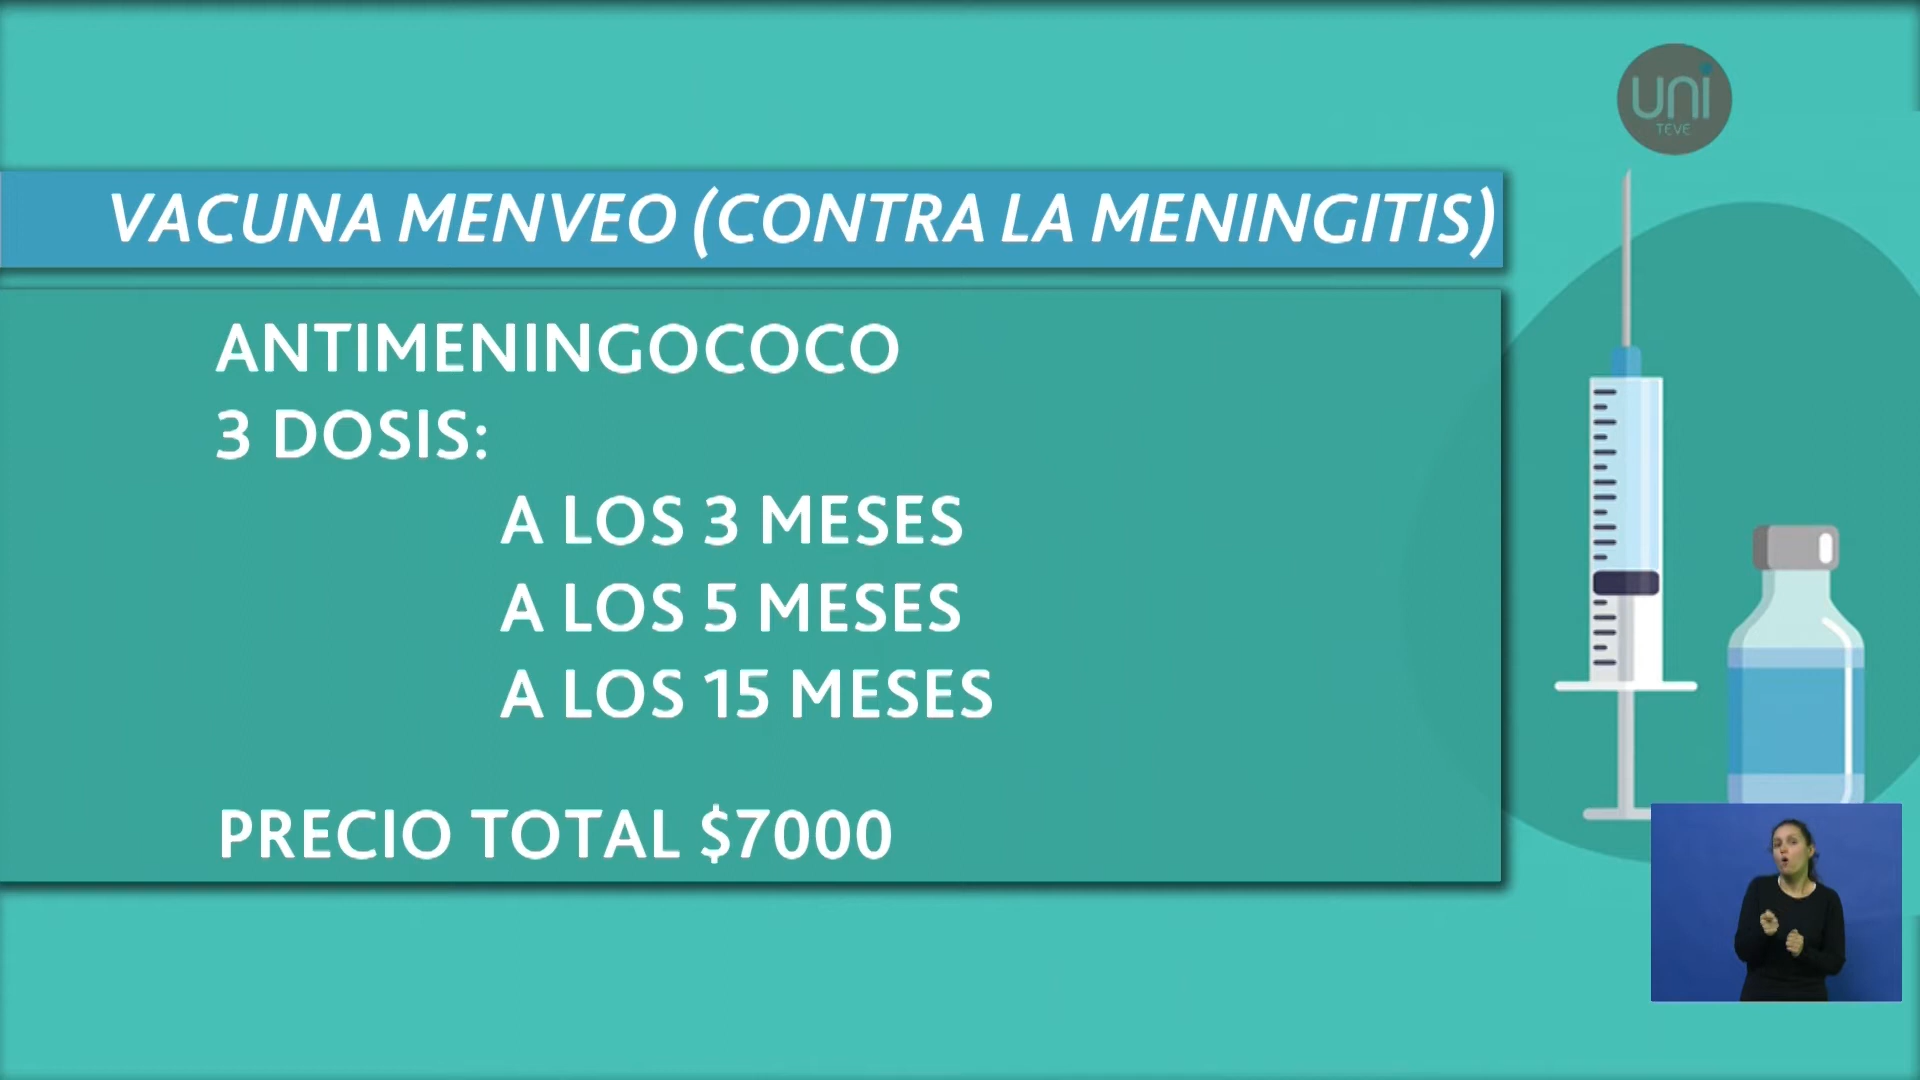 uni
TEVE
VACUNA MENVEO (CONTRA LA MENINGITIS)
ANTIMENINGOCOCO
3 DOSIS:
A LOS 3 MESES
A LOS 5 MESES
A LOS 15 MESES
PRECIO TOTAL $7000